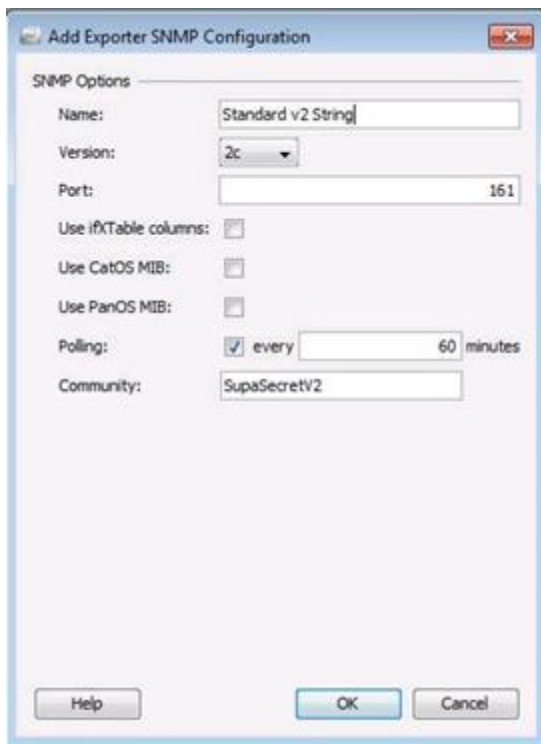 Add Exporter SNMP Configuration
SNMP Options
Name: Standard v2 String
Version: 2c
Port: 161
Use ifXTable columns:
Use CatOS MIB:
Use PanOS MIB:
Polling: every 60 minutes
Community: SupaSecretV2
Help OK Cancel